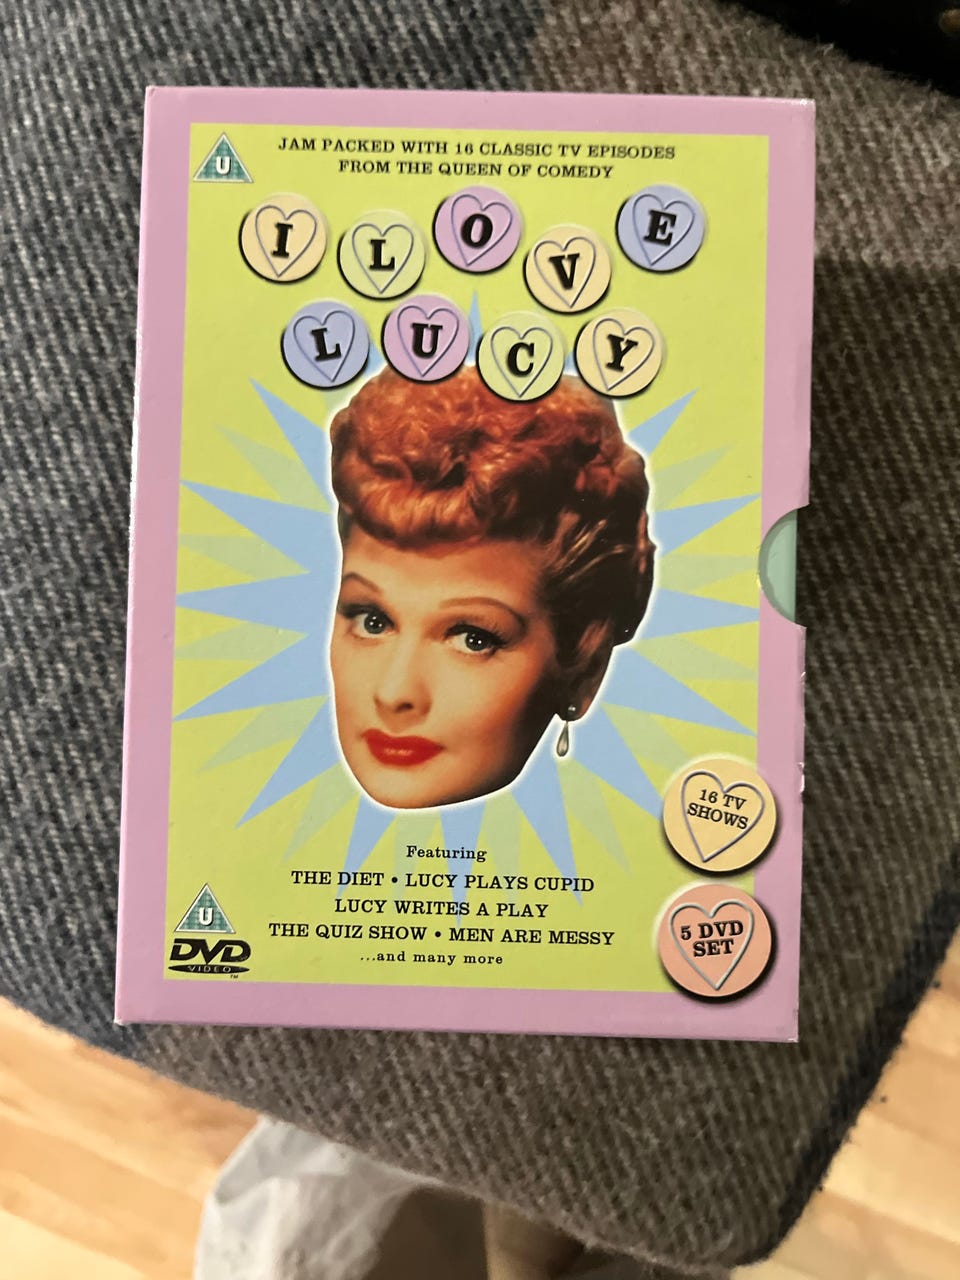 U
JAM PACKED WITH 16 CLASSIC TV EPISODES
FROM THE QUEEN OF COMEDY
I LOVE
LUCY
16 TV
SHOWS
Featuring
THE DIET • LUCY PLAYS CUPID
LUCY WRITES A PLAY
THE QUIZ SHOW • MEN ARE MESSY
...and many more
U
DVD
VIDEO
TM
5 DVD
SET